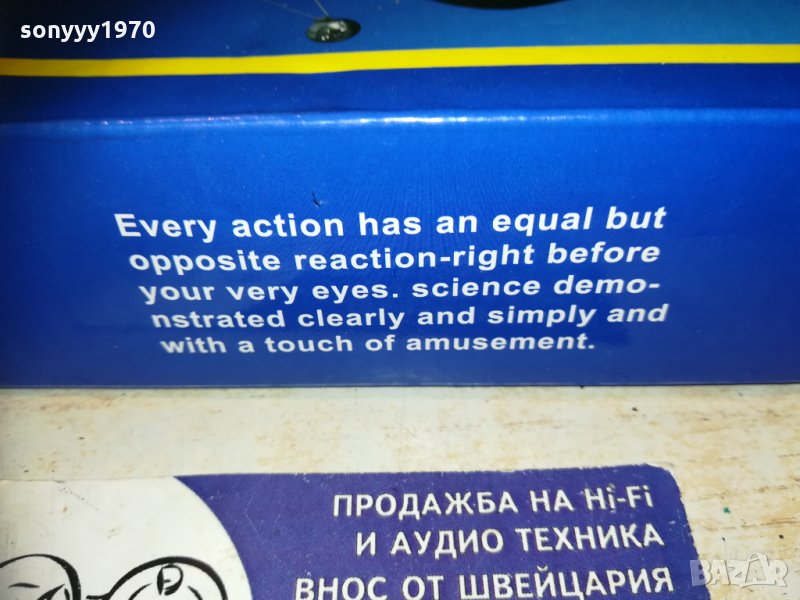 sonyyy1970
Every action has an equal but
opposite reaction-right before
your very eyes. science demo-
nstrated clearly and simply and
with a touch of amusement.
ПРОДАЖБА НА Hi-Fi
И АУДИО ТЕХНИКА
ВНОС ОТ ШВЕЙЦАРИЯ
BAZAR